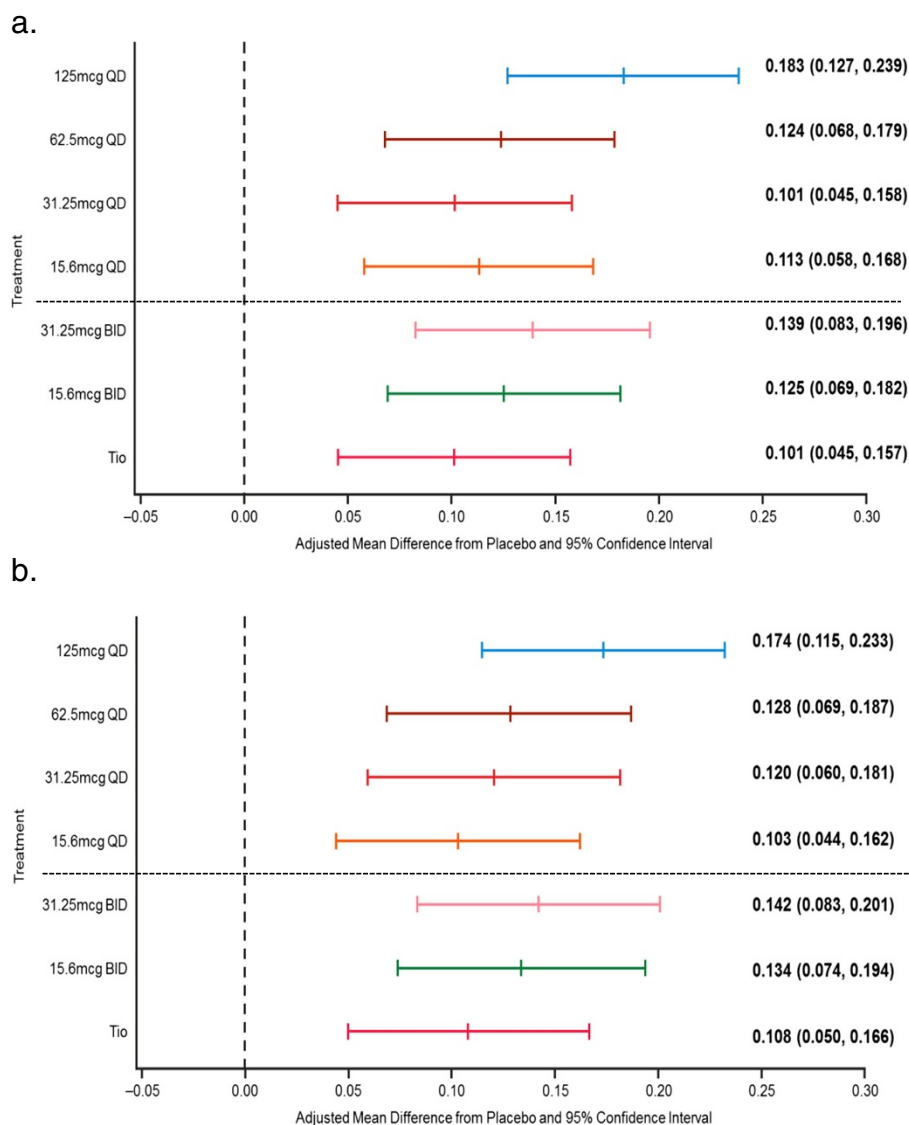 a.
125mcg QD
0.183 (0.127, 0.239)
62.5mcg QD
0.124 (0.068, 0.179)
31.25mcg QD
0.101 (0.045, 0.158)
15.6mcg QD
0.113 (0.058, 0.168)
Treatment
31.25mcg BID
0.139 (0.083, 0.196)
15.6mcg BID
0.125 (0.069, 0.182)
Tio
0.101 (0.045, 0.157)
−0.05 0.00 0.05 0.10 0.15 0.20 0.25 0.30
Adjusted Mean Difference from Placebo and 95% Confidence Interval
b.
125mcg QD
0.174 (0.115, 0.233)
62.5mcg QD
0.128 (0.069, 0.187)
31.25mcg QD
0.120 (0.060, 0.181)
15.6mcg QD
0.103 (0.044, 0.162)
Treatment
31.25mcg BID
0.142 (0.083, 0.201)
15.6mcg BID
0.134 (0.074, 0.194)
Tio
0.108 (0.050, 0.166)
−0.05 0.00 0.05 0.10 0.15 0.20 0.25 0.30
Adjusted Mean Difference from Placebo and 95% Confidence Interval